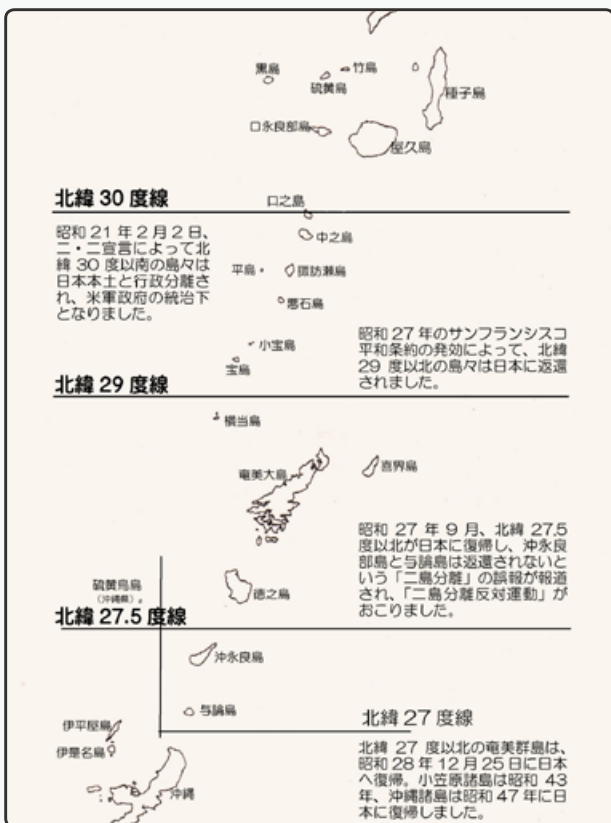 黒島
竹島
硫黄島
種子島
口永良部島
屋久島
北緯 30 度線
口之島
昭和 21 年 2 月 2 日、
二・二宣言によって北
緯 30 度以南の島々は
日本本土と行政分離さ
れ、米軍政府の統治下
となりました。
中之島
平島
諏訪瀬島
悪石島
小宝島
宝島
昭和 27 年のサンフランシスコ
平和条約の発効によって、北緯
29 度以北の島々は日本に返還
されました。
北緯 29 度線
横当島
奄美大島
喜界島
昭和 27 年 9 月、北緯 27.5
度以北が日本に復帰し、沖永良
部島と与論島は返還されないと
いう「二島分離」の誤報が報道
され、「二島分離反対運動」が
おこりました。
硫黄鳥島
(沖縄県)
徳之島
北緯 27.5 度線
沖永良島
与論島
伊平屋島
伊是名島
沖縄
北緯 27 度線
北緯 27 度以北の奄美群島は、
昭和 28 年 12 月 25 日に日本
へ復帰。小笠原諸島は昭和 43
年、沖縄諸島は昭和 47 年に日
本に復帰しました。